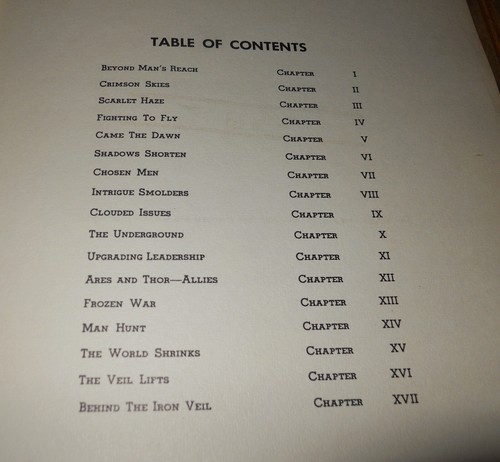 TABLE OF CONTENTS
BEYOND MAN'S REACH CHAPTER I
CRIMSON SKIES CHAPTER II
SCARLET HAZE CHAPTER III
FIGHTING TO FLY CHAPTER IV
CAME THE DAWN CHAPTER V
SHADOWS SHORTEN CHAPTER VI
CHOSEN MEN CHAPTER VII
INTRIGUE SMOLDERS CHAPTER VIII
CLOUDED ISSUES CHAPTER IX
THE UNDERGROUND CHAPTER X
UPGRADING LEADERSHIP CHAPTER XI
ARES AND THOR—ALLIES CHAPTER XII
FROZEN WAR CHAPTER XIII
MAN HUNT CHAPTER XIV
THE WORLD SHRINKS CHAPTER XV
THE VEIL LIFTS CHAPTER XVI
BEHIND THE IRON VEIL CHAPTER XVII